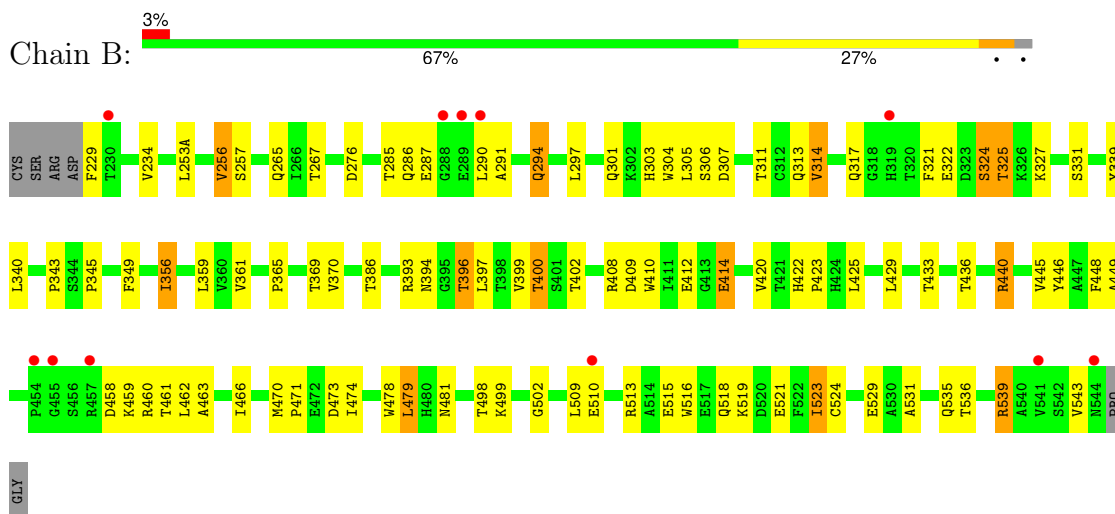 3%
Chain B:
67% 27% • •
CYS SER ARG ASP F229 T230 V234 L253A V256 S257 Q265 I266 T267 D276 T285 Q286 E287 G288 E289 L290 A291 Q294 L297 Q301 K302 H303 W304 L305 S306 D307 T311 C312 Q313 V314 Q317 G318 H319 T320 F321 E322 D323 S324 T325 K326 K327 S331 Y339
L340 P343 S344 P345 F349 I356 L359 V360 V361 P365 T369 V370 T386 R393 N394 G395 T396 L397 T398 V399 T400 S401 T402 R408 D409 W410 I411 E412 G413 E414 V420 T421 H422 P423 H424 L425 L429 T433 T436 R440 V445 Y446 A447 F448 A449
P454 G455 S456 R457 D458 K459 R460 T461 L462 A463 I466 M470 P471 E472 D473 I474 W478 L479 H480 N481 T498 K499 G502 L509 E510 R513 A514 E515 W516 E517 Q518 K519 D520 E521 F522 I523 C524 E529 A530 A531 Q535 T536 R539 A540 V541 S542 V543 N544 PRO
GLY